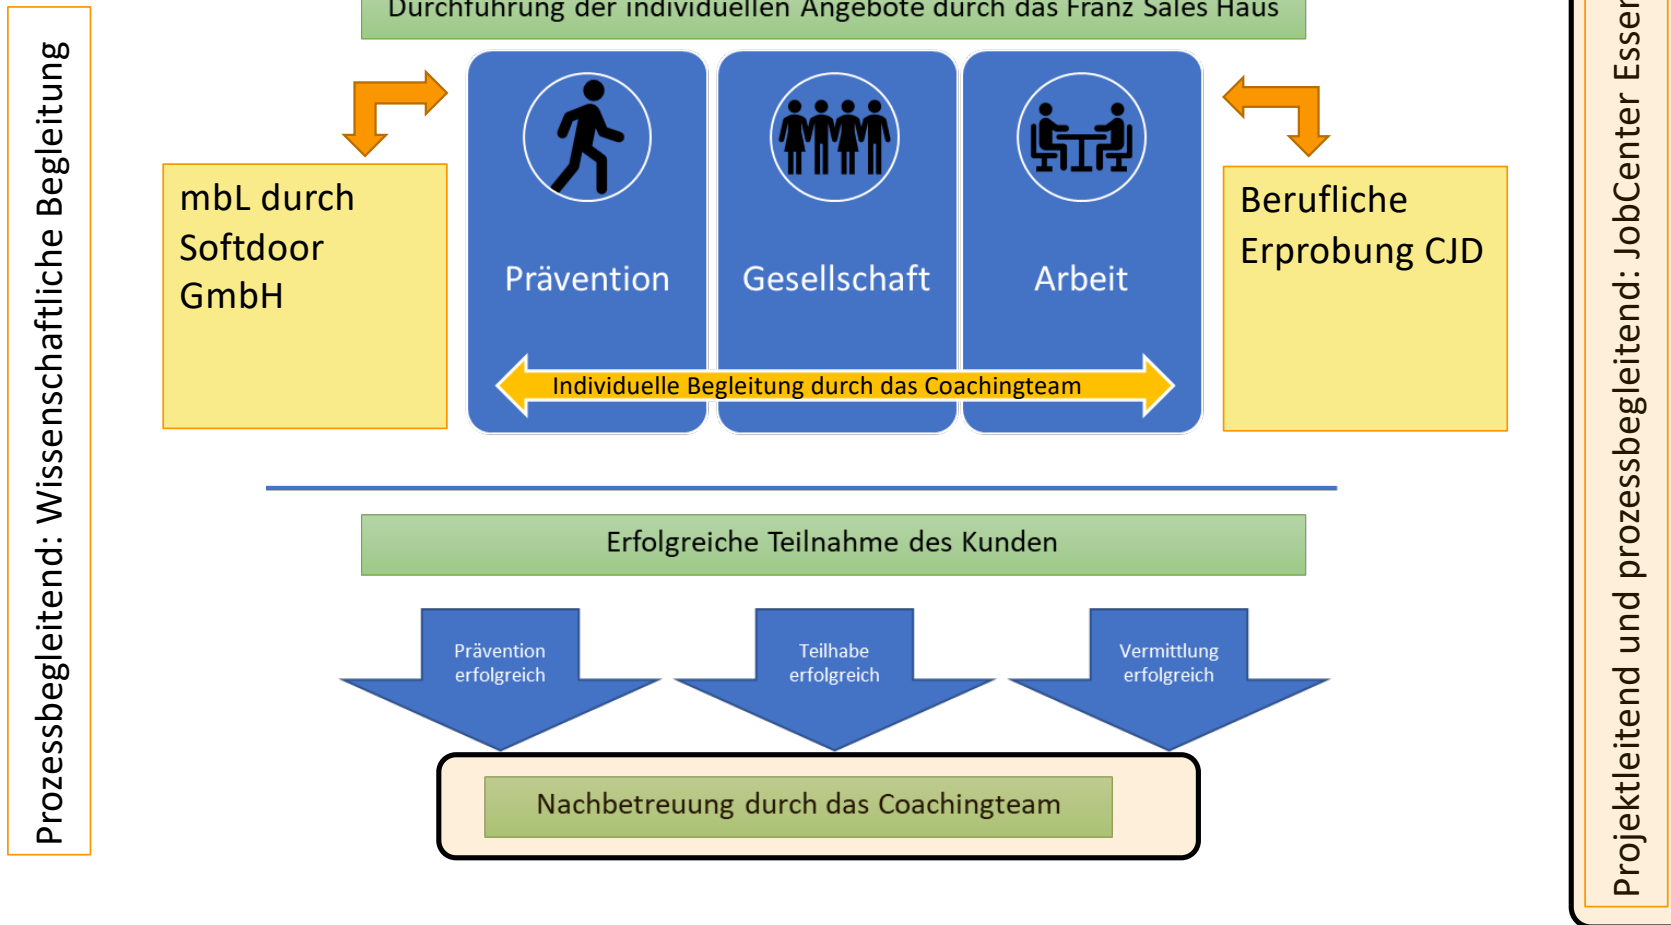 Durchführung der individuellen Angebote durch das Franz Sales Haus
Prozessbegleitend: Wissenschaftliche Begleitung
mbL durch
Softdoor
GmbH
Prävention
Gesellschaft
Arbeit
Individuelle Begleitung durch das Coachingteam
Berufliche
Erprobung CJD
Projektleitend und prozessbegleitend: JobCenter Essen
Erfolgreiche Teilnahme des Kunden
Prävention
erfolgreich
Teilhabe
erfolgreich
Vermittlung
erfolgreich
Nachbetreuung durch das Coachingteam